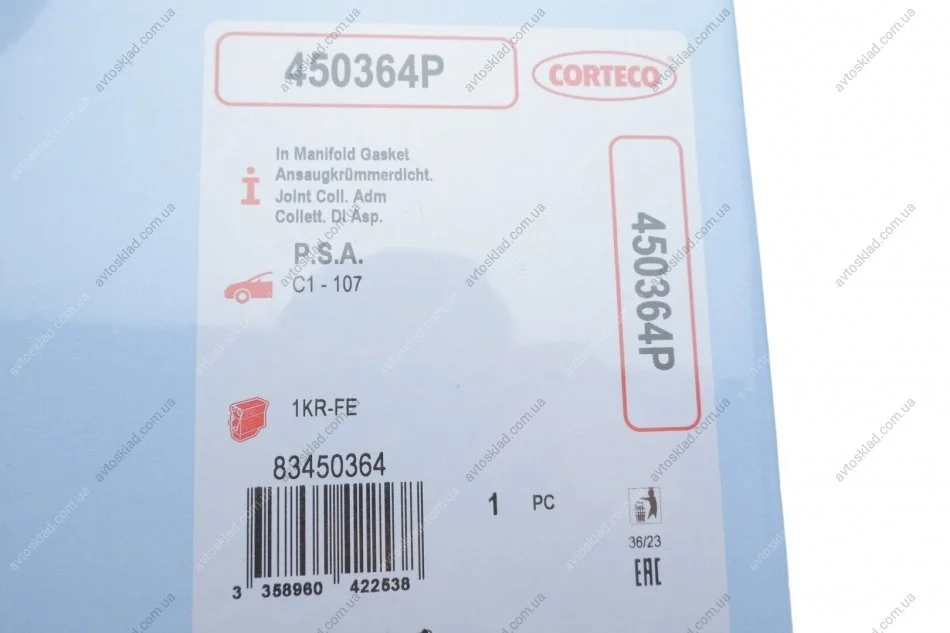 450364P
CORTECO
In Manifold Gasket
Ansaugkrümmerdicht.
Joint Coll. Adm
Collett. Di Asp.
P.S.A.
C1 - 107
450364P
1KR-FE
83450364
1 PC
3 358960 422538
36/23
EAC
avtosklad.com.ua